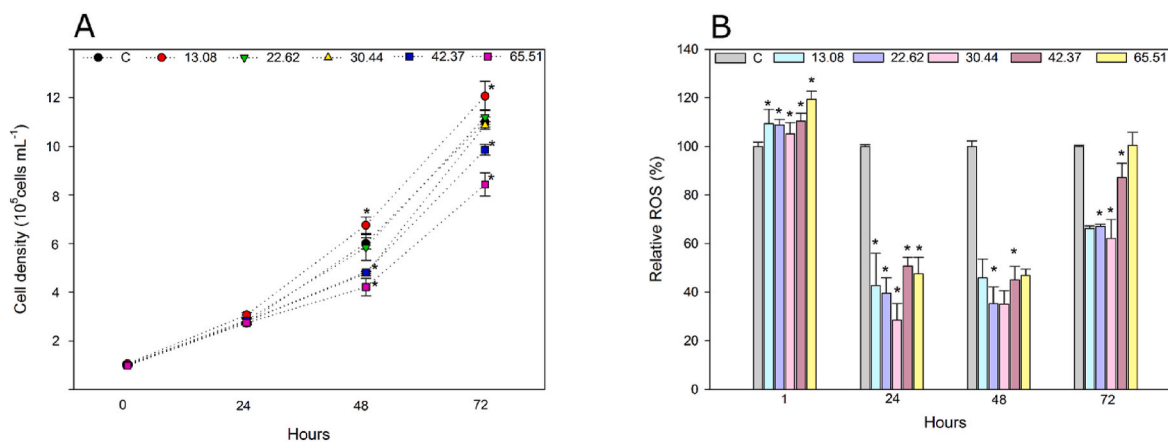 A
C 13.08 22.62 30.44 42.37 65.51
Cell density (10⁵cells mL⁻¹)
12
10
8
6
4
2
* * * * * *
0 24 48 72
Hours
B
C 13.08 22.62 30.44 42.37 65.51
Relative ROS (%)
140
120
100
80
60
40
20
0
* * * * *
* * * * *
* *
* * *
1 24 48 72
Hours